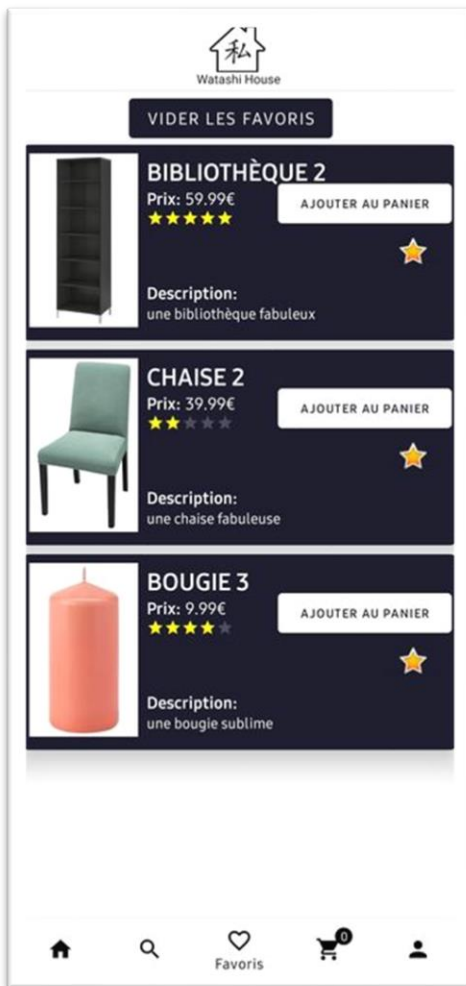 私
Watashi House
VIDER LES FAVORIS
BIBLIOTHÈQUE 2
Prix: 59.99€
AJOUTER AU PANIER
Description:
une bibliothèque fabuleux
CHAISE 2
Prix: 39.99€
AJOUTER AU PANIER
Description:
une chaise fabuleuse
BOUGIE 3
Prix: 9.99€
AJOUTER AU PANIER
Description:
une bougie sublime
0
Favoris